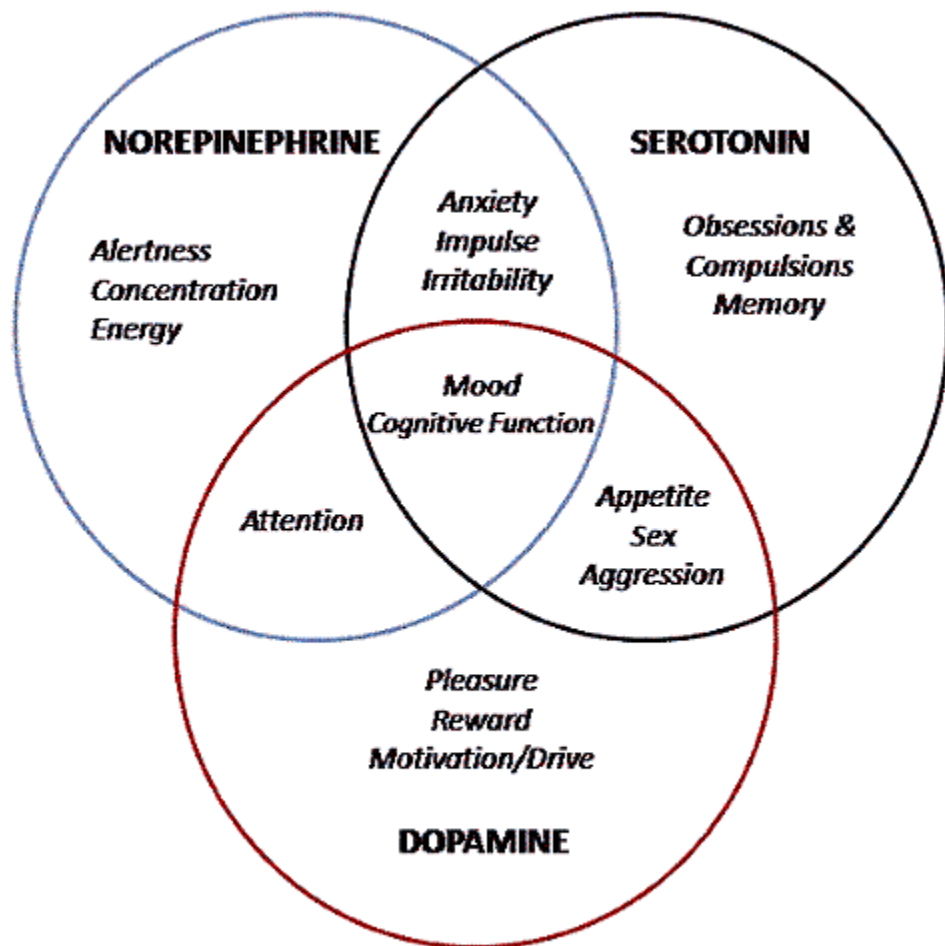 NOREPINEPHRINE
SEROTONIN
Anxiety
Impulse
Irritability
Alertness
Concentration
Energy
Obsessions &
Compulsions
Memory
Mood
Cognitive Function
Attention
Appetite
Sex
Aggression
Pleasure
Reward
Motivation/Drive
DOPAMINE